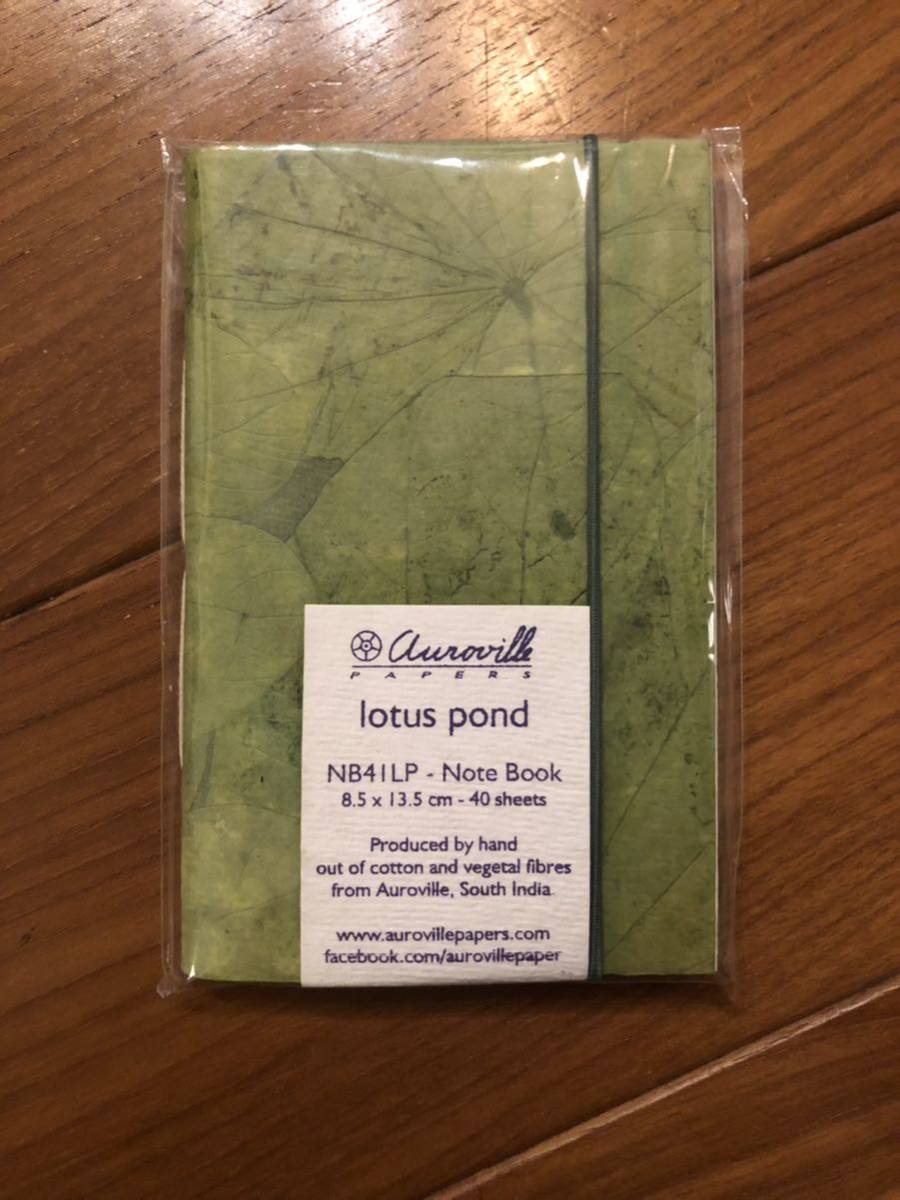 auroville
PAPERS
lotus pond
NB41LP - Note Book
8.5 x 13.5 cm - 40 sheets
Produced by hand
out of cotton and vegetal fibres
from Auroville, South India
www.aurovillepapers.com
facebook.com/aurovillepaper